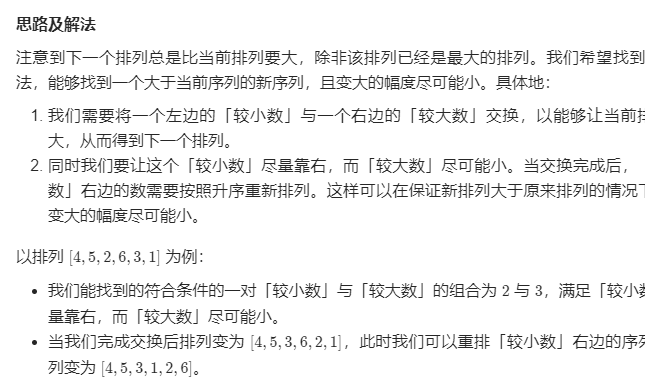 思路及解法
注意到下一个排列总是比当前排列要大，除非该排列已经是最大的排列。我们希望找到
法，能够找到一个大于当前序列的新序列，且变大的幅度尽可能小。具体地：
1. 我们需要将一个左边的「较小数」与一个右边的「较大数」交换，以能够让当前排
大，从而得到下一个排列。
2. 同时我们要让这个「较小数」尽量靠右，而「较大数」尽可能小。当交换完成后，
数」右边的数需要按照升序重新排列。这样可以在保证新排列大于原来排列的情况下
变大的幅度尽可能小。
以排列 [4, 5, 2, 6, 3, 1] 为例：
• 我们能找到的符合条件的一对「较小数」与「较大数」的组合为 2 与 3，满足「较小数
量靠右，而「较大数」尽可能小。
• 当我们完成交换后排列变为 [4, 5, 3, 6, 2, 1]，此时我们可以重排「较小数」右边的序列
列变为 [4, 5, 3, 1, 2, 6]。